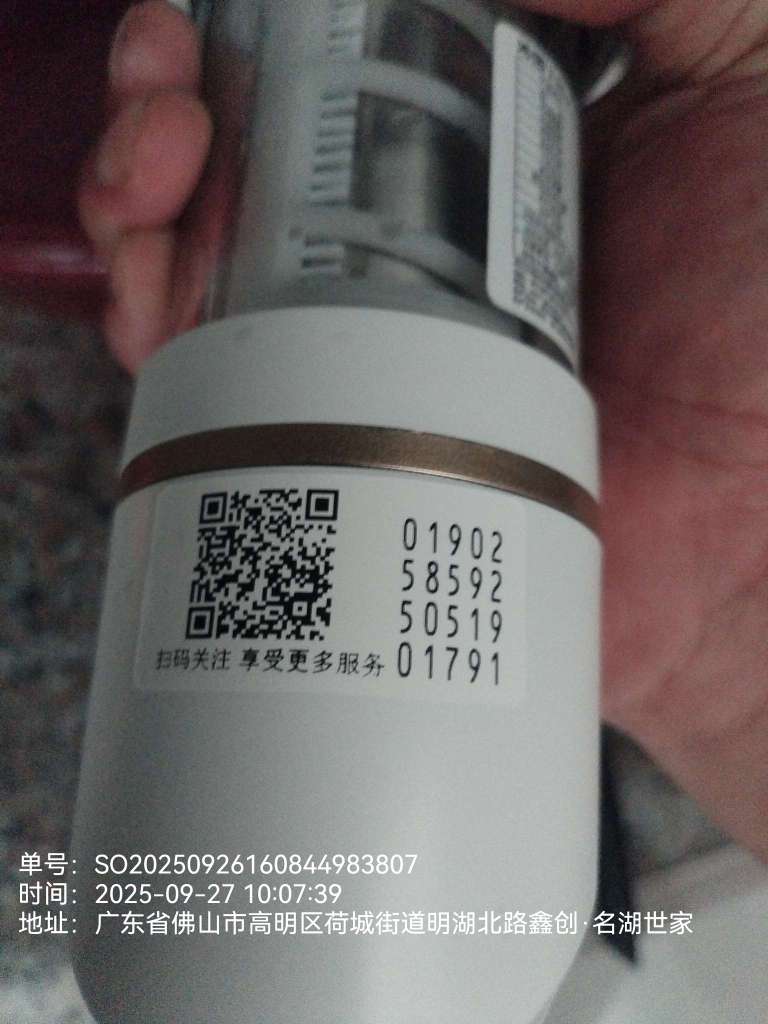 01902
58592
50519
01791
扫码关注 享受更多服务
单号：SO20250926160844983807
时间：2025-09-27 10:07:39
地址：广东省佛山市高明区荷城街道明湖北路鑫创·名湖世家